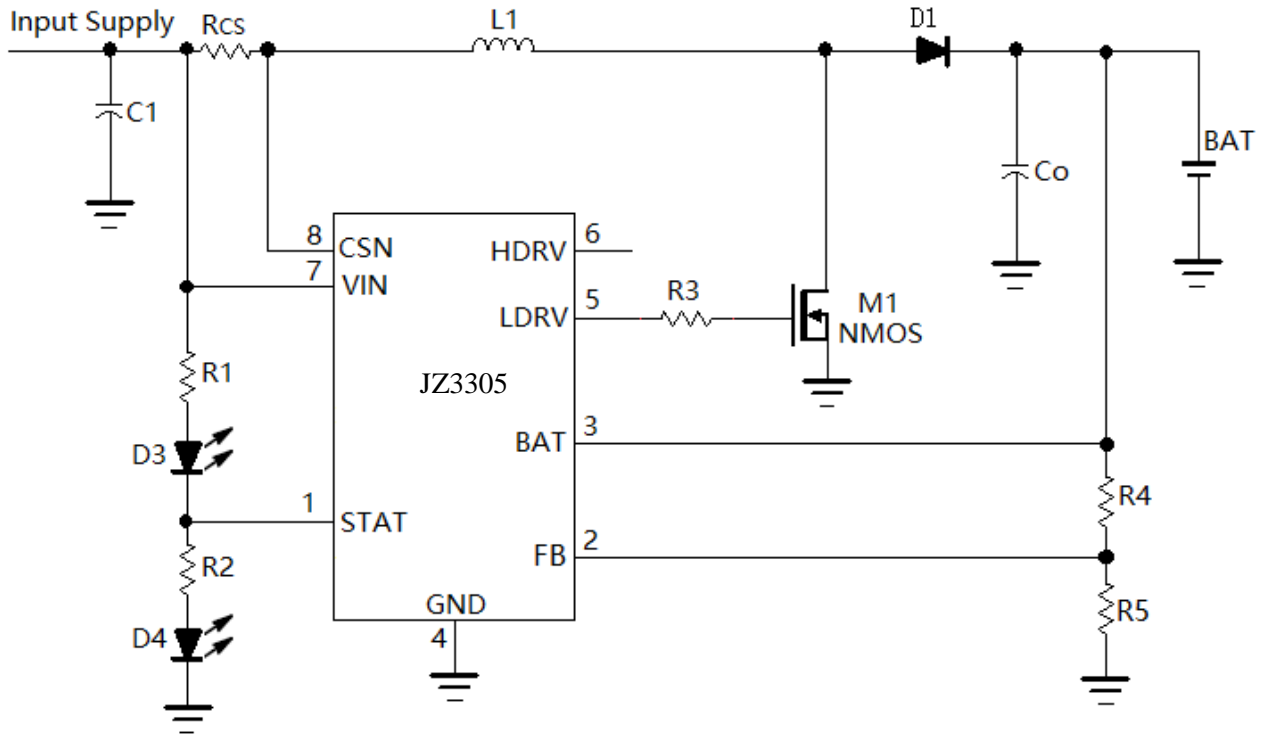 Input Supply
RCS
L1
D1
C1
Co
BAT
8
CSN
HDRV
6
7
VIN
R1
LDRV
5
R3
M1
NMOS
JZ3305
D3
BAT
3
1
STAT
R4
R2
FB
2
R5
GND
4
D4